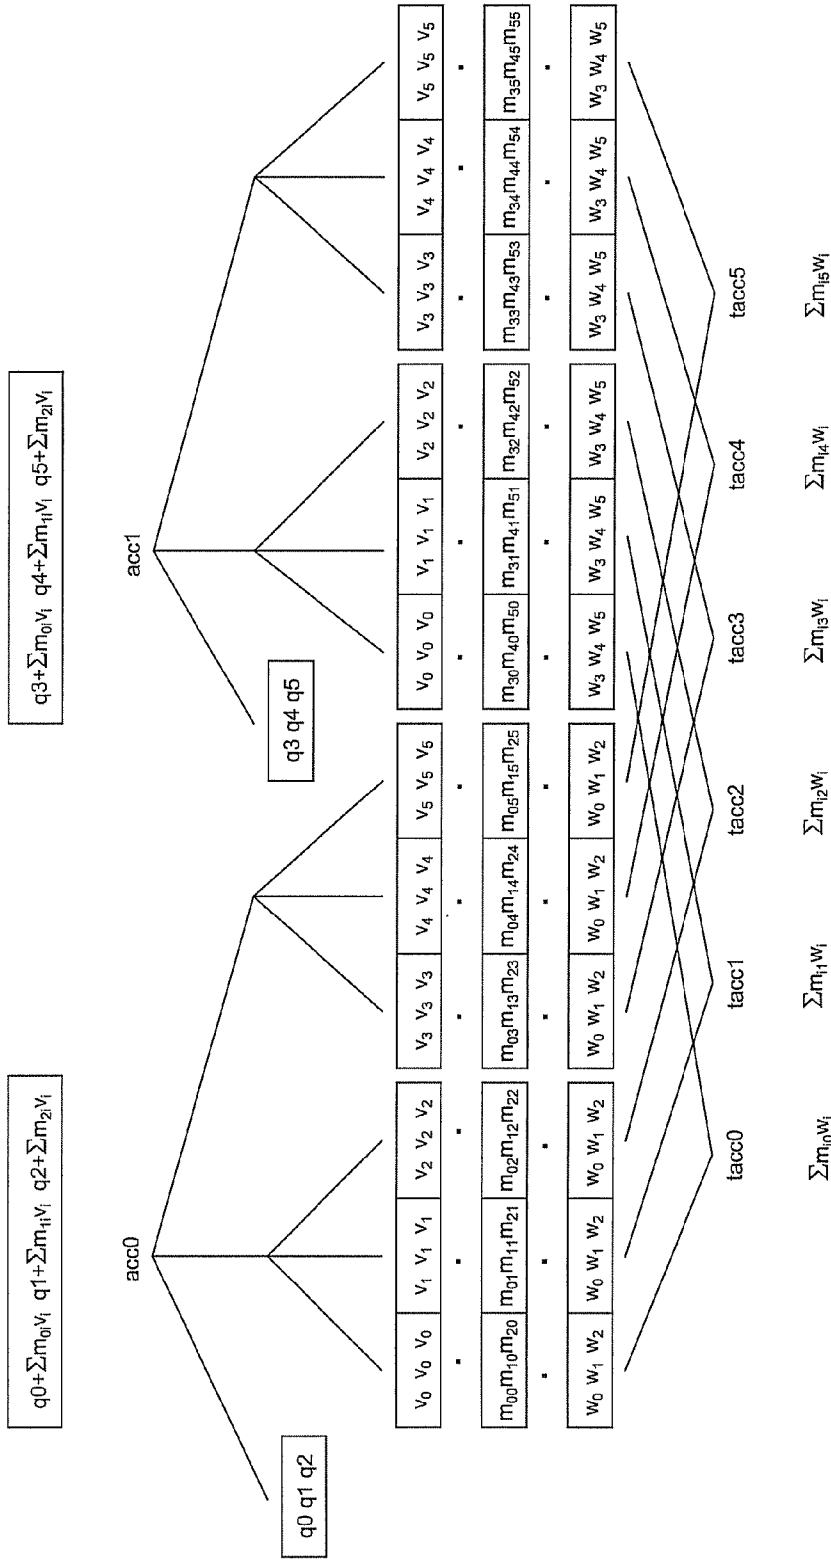 q0+Σm₀ᵢvᵢ q1+Σm₁ᵢvᵢ q2+Σm₂ᵢvᵢ
q3+Σm₀ᵢvᵢ q4+Σm₁ᵢvᵢ q5+Σm₂ᵢvᵢ
acc0 acc1
q0 q1 q2
q3 q4 q5
v₀ v₀ v₀ v₁ v₁ v₁ v₂ v₂ v₂ v₃ v₃ v₃ v₄ v₄ v₄ v₅ v₅ v₅ v₀ v₀ v₀ v₁ v₁ v₁ v₂ v₂ v₂ v₃ v₃ v₃ v₄ v₄ v₄ v₅ v₅ v₅
m₀₀m₁₀m₂₀ m₀₁m₁₁m₂₁ m₀₂m₁₂m₂₂ m₀₃m₁₃m₂₃ m₀₄m₁₄m₂₄ m₀₅m₁₅m₂₅ m₃₀m₄₀m₅₀ m₃₁m₄₁m₅₁ m₃₂m₄₂m₅₂ m₃₃m₄₃m₅₃ m₃₄m₄₄m₅₄ m₃₅m₄₅m₅₅
w₀ w₁ w₂ w₀ w₁ w₂ w₀ w₁ w₂ w₀ w₁ w₂ w₀ w₁ w₂ w₀ w₁ w₂ w₃ w₄ w₅ w₃ w₄ w₅ w₃ w₄ w₅ w₃ w₄ w₅ w₃ w₄ w₅ w₃ w₄ w₅
tacc0 tacc1 tacc2 tacc3 tacc4 tacc5
Σmᵢ₀wᵢ Σmᵢ₁wᵢ Σmᵢ₂wᵢ Σmᵢ₃wᵢ Σmᵢ₄wᵢ Σmᵢ₅wᵢ